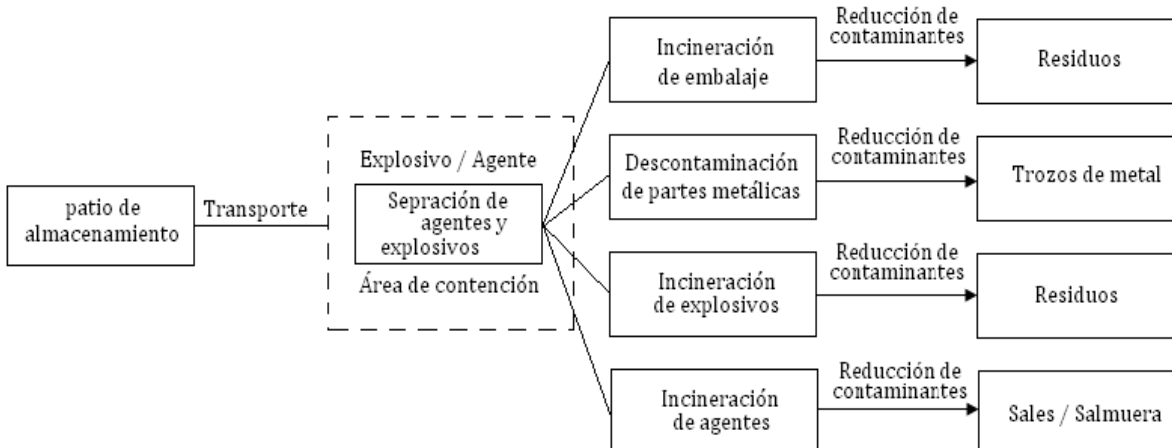 patio de
almacenamiento
Transporte
Explosivo / Agente
Sepración de
agentes y
explosivos
Área de contención
Incineración
de embalaje
Reducción de
contaminantes
Residuos
Descontaminación
de partes metálicas
Reducción de
contaminantes
Trozos de metal
Incineración
de explosivos
Reducción de
contaminantes
Residuos
Incineración
de agentes
Reducción de
contaminantes
Sales / Salmuera